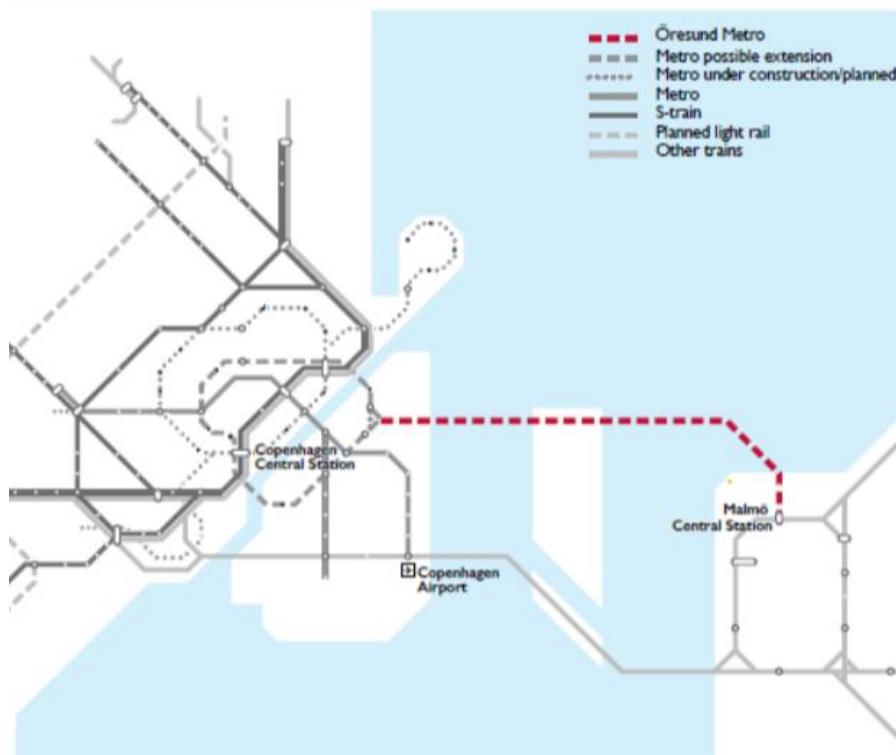 Öresund Metro
Metro possible extension
Metro under construction/planned
Metro
S-train
Planned light rail
Other trains
Copenhagen
Central Station
Malmö
Central Station
Copenhagen
Airport